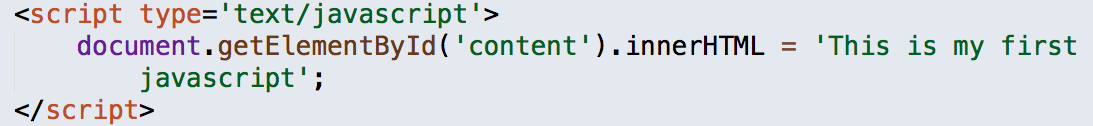 <script type='text/javascript'>
document.getElementById('content').innerHTML = 'This is my first
javascript';
</script>